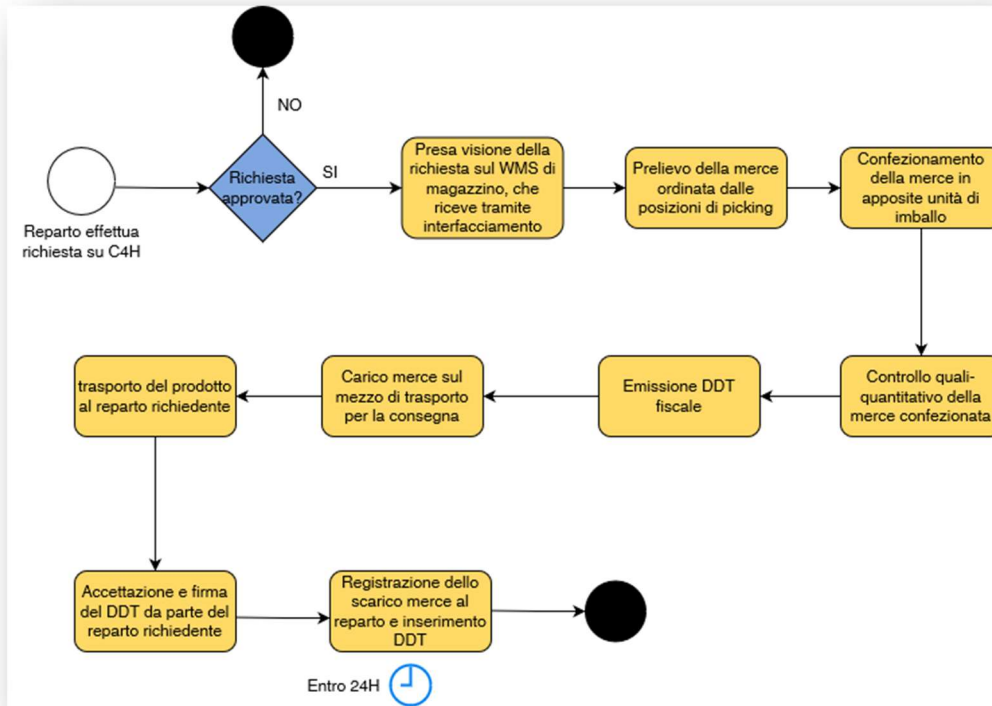 NO
Richiesta
approvata?
SI
Reparto effettua
richiesta su C4H
Presa visione della
richiesta sul WMS di
magazzino, che
riceve tramite
interfacciamento
Prelievo della merce
ordinata dalle
posizioni di picking
Confezionamento
della merce in
apposite unità di
imballo
trasporto del prodotto
al reparto richiedente
Carico merce sul
mezzo di trasporto
per la consegna
Emissione DDT
fiscale
Controllo quali-
quantitativo della
merce confezionata
Accettazione e firma
del DDT da parte del
reparto richiedente
Registrazione dello
scarico merce al
reparto e inserimento
DDT
Entro 24H